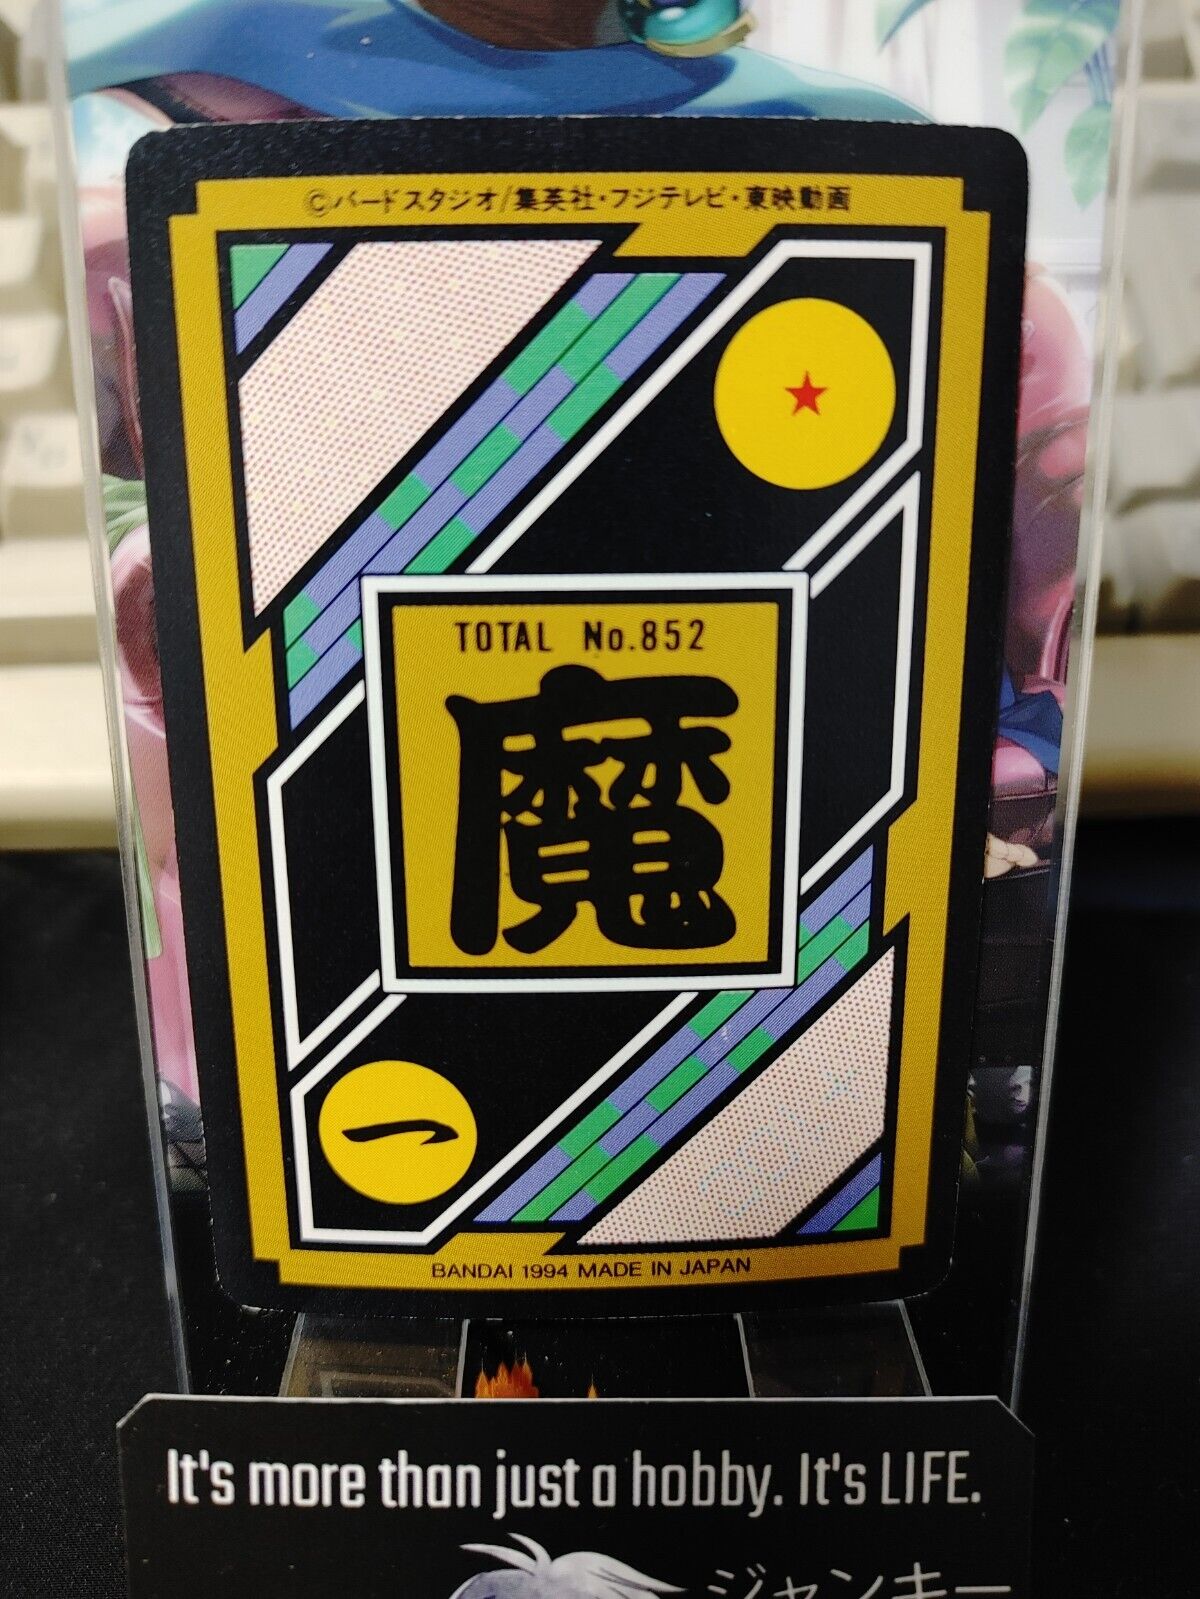 ©バードスタジオ/集英社・フジテレビ・東映動画
TOTAL No.852
魔
一
BANDAI 1994 MADE IN JAPAN
It's more than just a hobby. It's LIFE.
ジャンキー